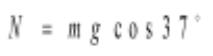 N = mg cos37°